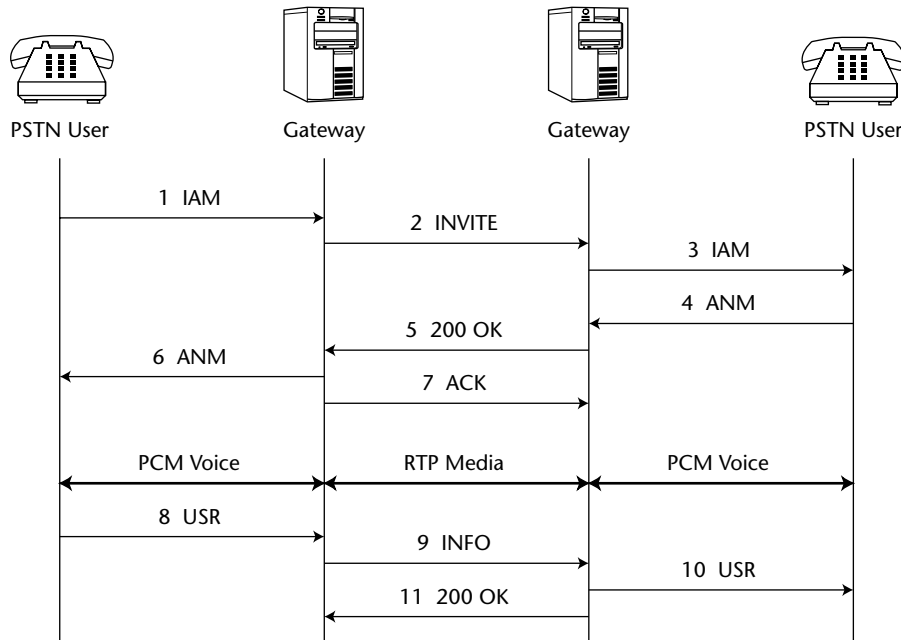 PSTN User
Gateway
Gateway
PSTN User
1 IAM
2 INVITE
3 IAM
4 ANM
5 200 OK
6 ANM
7 ACK
PCM Voice
RTP Media
PCM Voice
8 USR
9 INFO
10 USR
11 200 OK